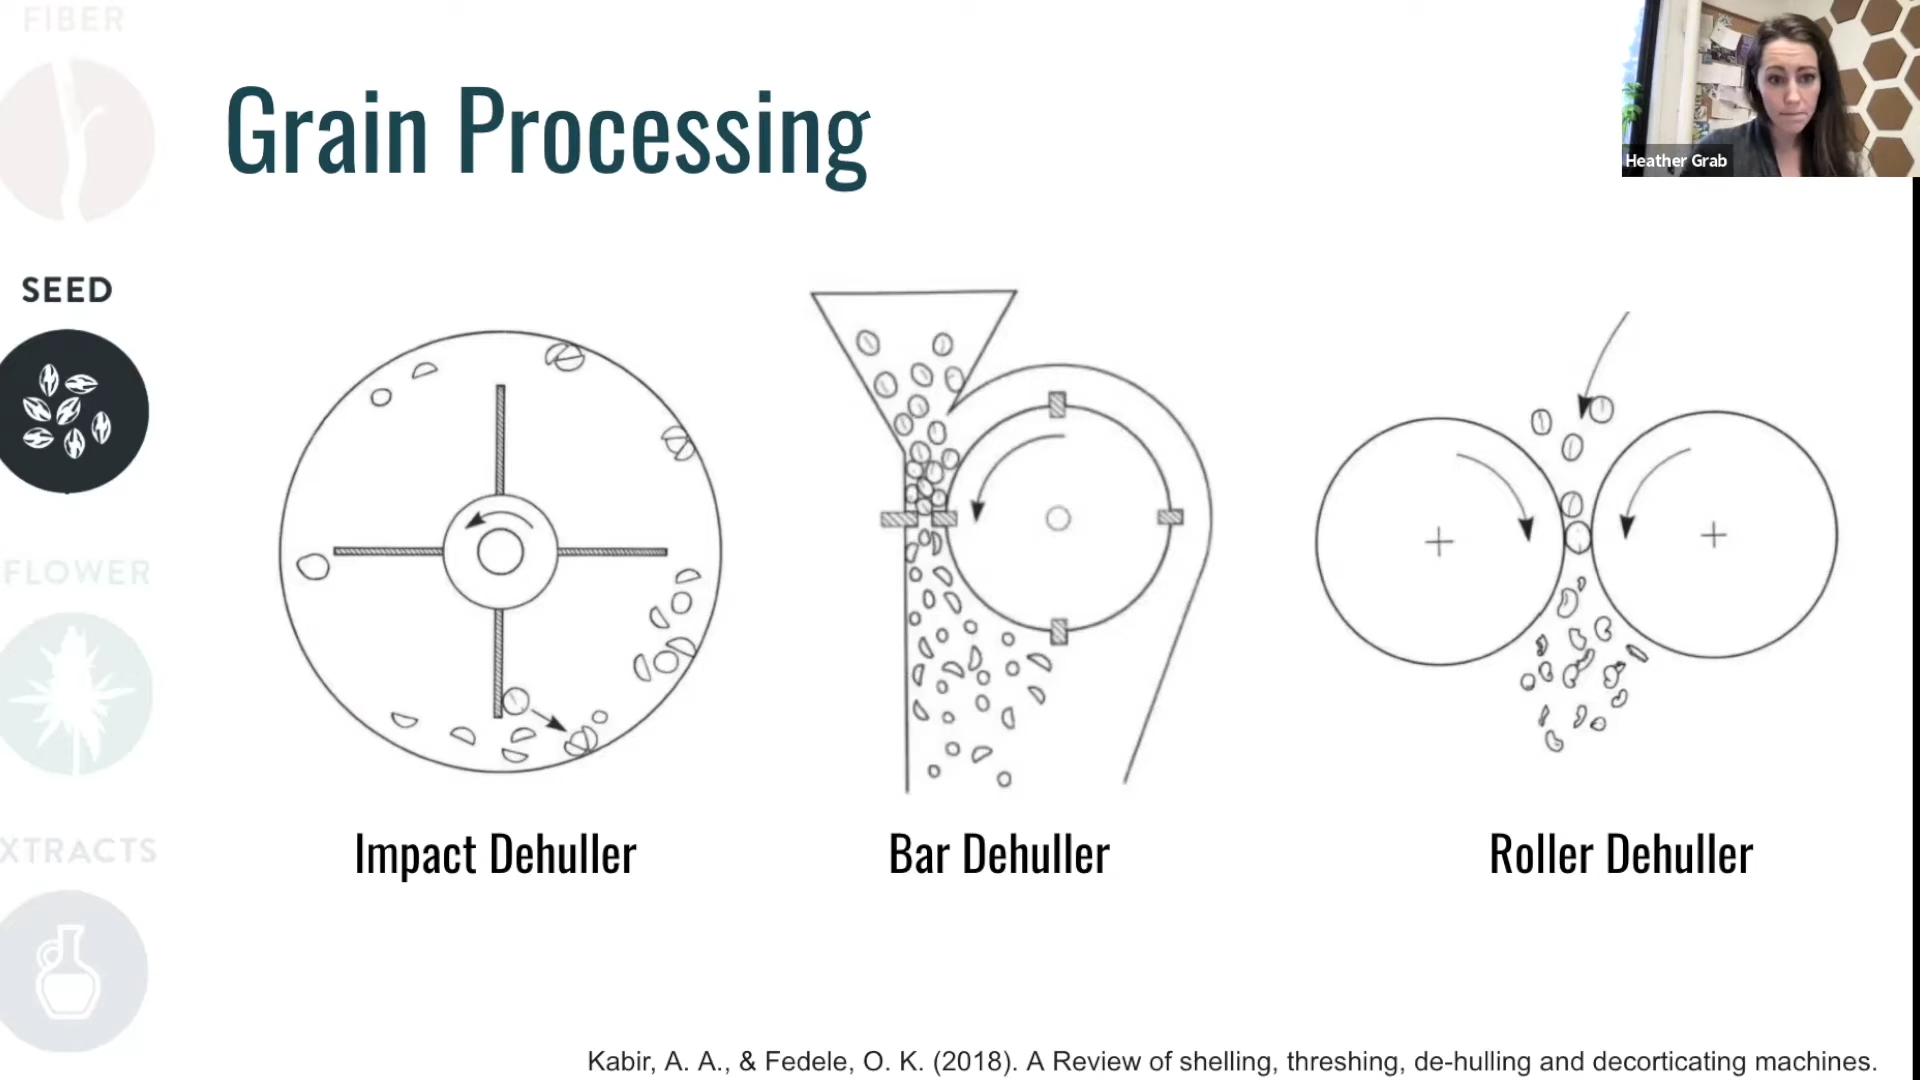 FIBER
Grain Processing
Heather Grab
SEED
FLOWER
XTRACTS
Impact Dehuller
Bar Dehuller
Roller Dehuller
Kabir, A. A., & Fedele, O. K. (2018). A Review of shelling, threshing, de-hulling and decorticating machines.